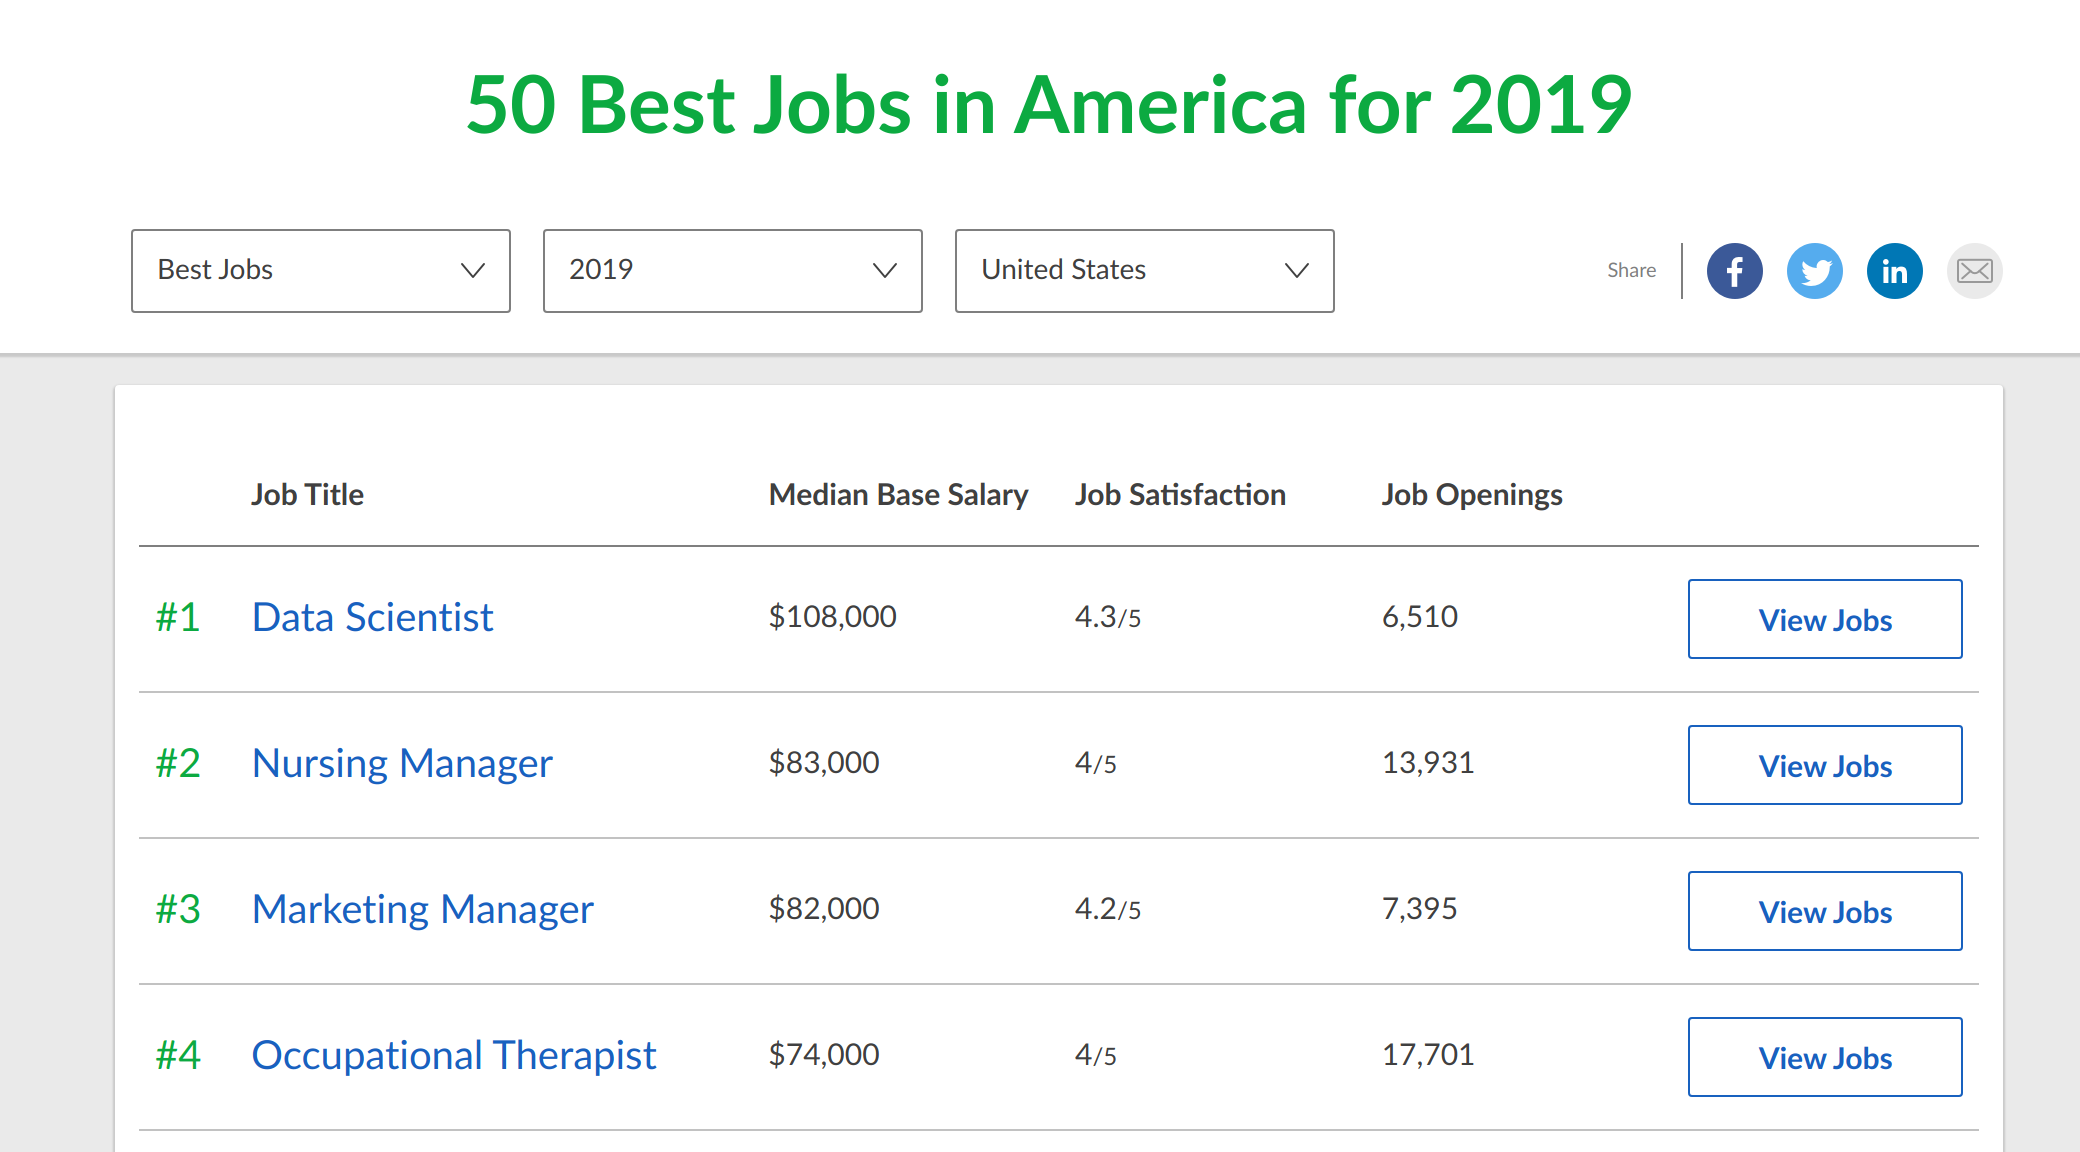 50 Best Jobs in America for 2019
Best Jobs 2019 United States Share
Job Title Median Base Salary Job Satisfaction Job Openings
#1 Data Scientist $108,000 4.3/5 6,510 View Jobs
#2 Nursing Manager $83,000 4/5 13,931 View Jobs
#3 Marketing Manager $82,000 4.2/5 7,395 View Jobs
#4 Occupational Therapist $74,000 4/5 17,701 View Jobs